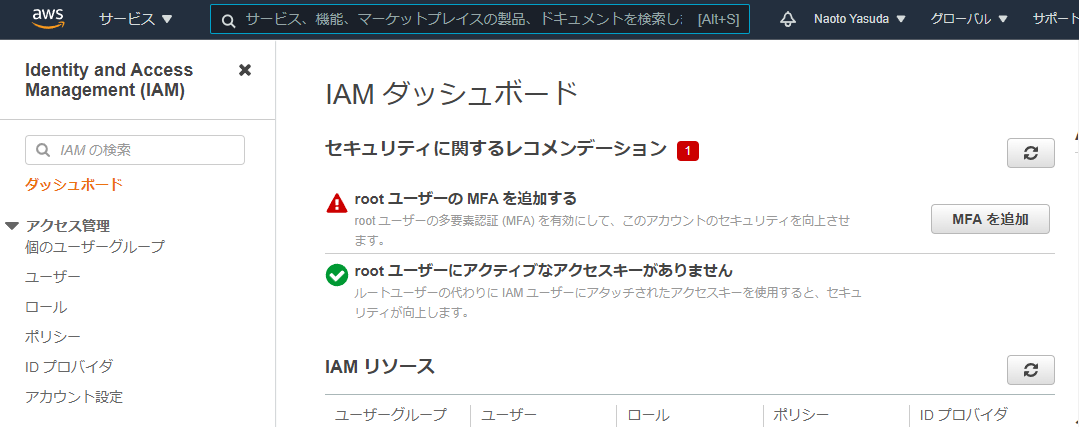 aws サービス サービス、機能、マーケットプレイスの製品、ドキュメントを検索しま [Alt+S] Naoto Yasuda グローバル サポート
Identity and Access
Management (IAM)
IAM の検索
ダッシュボード
アクセス管理
個のユーザーグループ
ユーザー
ロール
ポリシー
ID プロバイダ
アカウント設定
IAM ダッシュボード
セキュリティに関するレコメンデーション 1
root ユーザーの MFA を追加する
root ユーザーの多要素認証 (MFA) を有効にして、このアカウントのセキュリティを向上させ
ます。
MFA を追加
root ユーザーにアクティブなアクセスキーがありません
ルートユーザーの代わりに IAM ユーザーにアタッチされたアクセスキーを使用すると、セキュ
リティが向上します。
IAM リソース
ユーザーグループ ユーザー ロール ポリシー ID プロバイダ